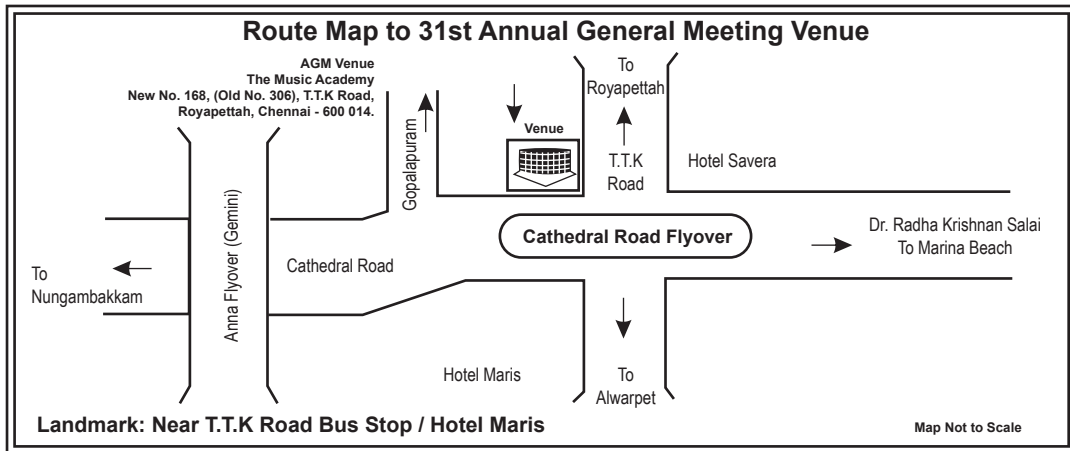 Route Map to 31st Annual General Meeting Venue
AGM Venue
The Music Academy
New No. 168, (Old No. 306), T.T.K Road,
Royapettah, Chennai - 600 014.
To
Royapettah
Gopalapuram
Venue
T.T.K
Road
Hotel Savera
Anna Flyover (Gemini)
Cathedral Road Flyover
Dr. Radha Krishnan Salai
To Marina Beach
Cathedral Road
To
Nungambakkam
Hotel Maris
To
Alwarpet
Landmark: Near T.T.K Road Bus Stop / Hotel Maris
Map Not to Scale